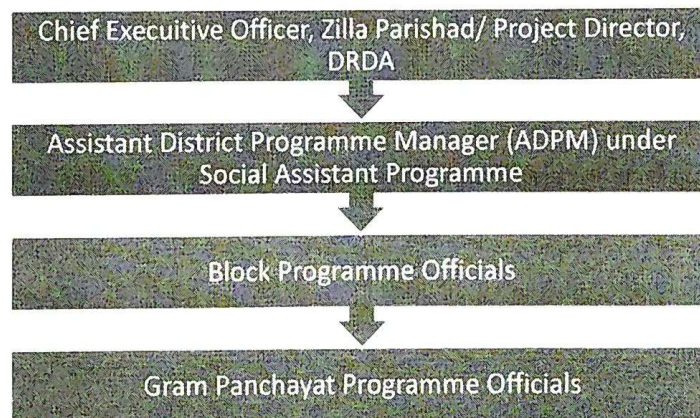 Chief Execuitive Officer, Zilla Parishad/ Project Director,
DRDA
Assistant District Programme Manager (ADPM) under
Social Assistant Programme
Block Programme Officials
Gram Panchayat Programme Officials